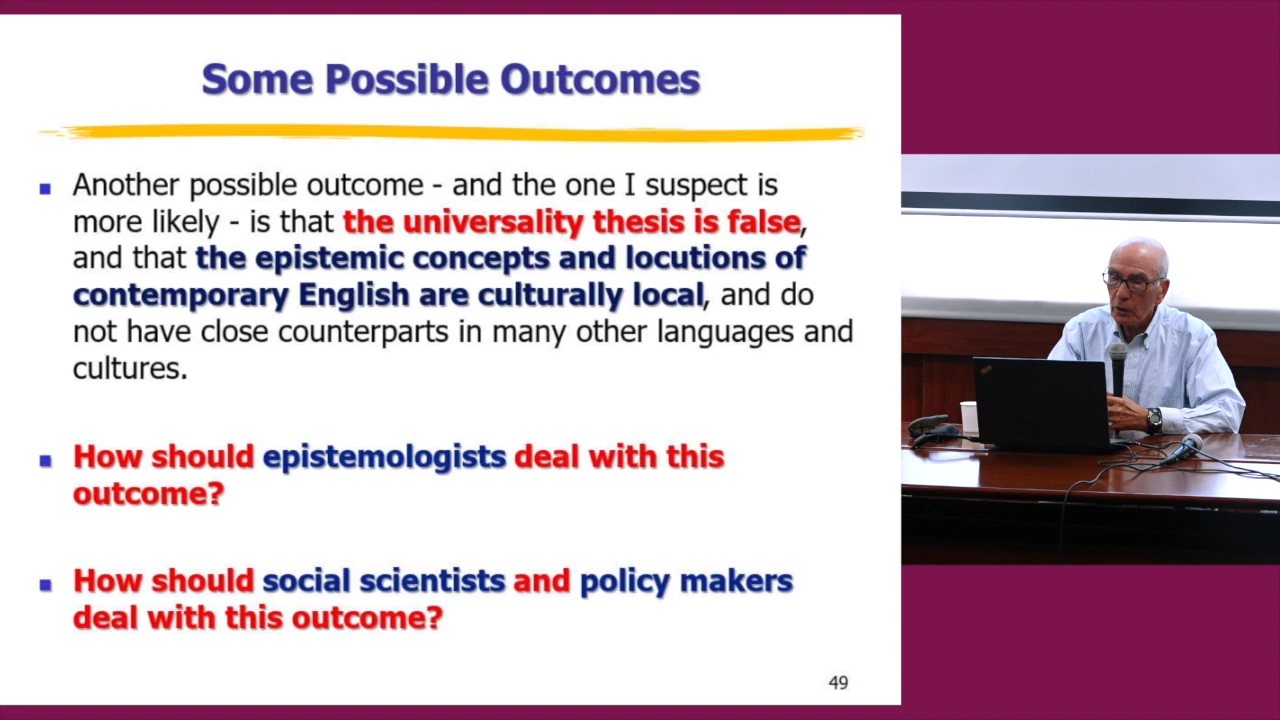 Some Possible Outcomes
Another possible outcome - and the one I suspect is
more likely - is that the universality thesis is false,
and that the epistemic concepts and locutions of
contemporary English are culturally local, and do
not have close counterparts in many other languages and
cultures.
How should epistemologists deal with this
outcome?
How should social scientists and policy makers
deal with this outcome?
49